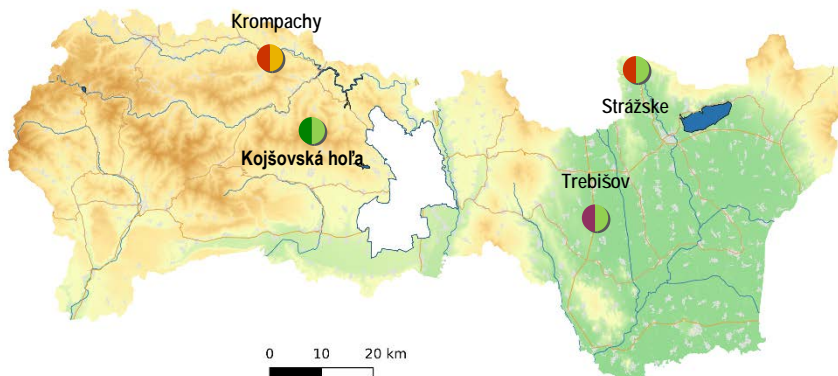 Krompachy
Strážske
Kojšovská hoľa
Trebišov
0 10 20 km